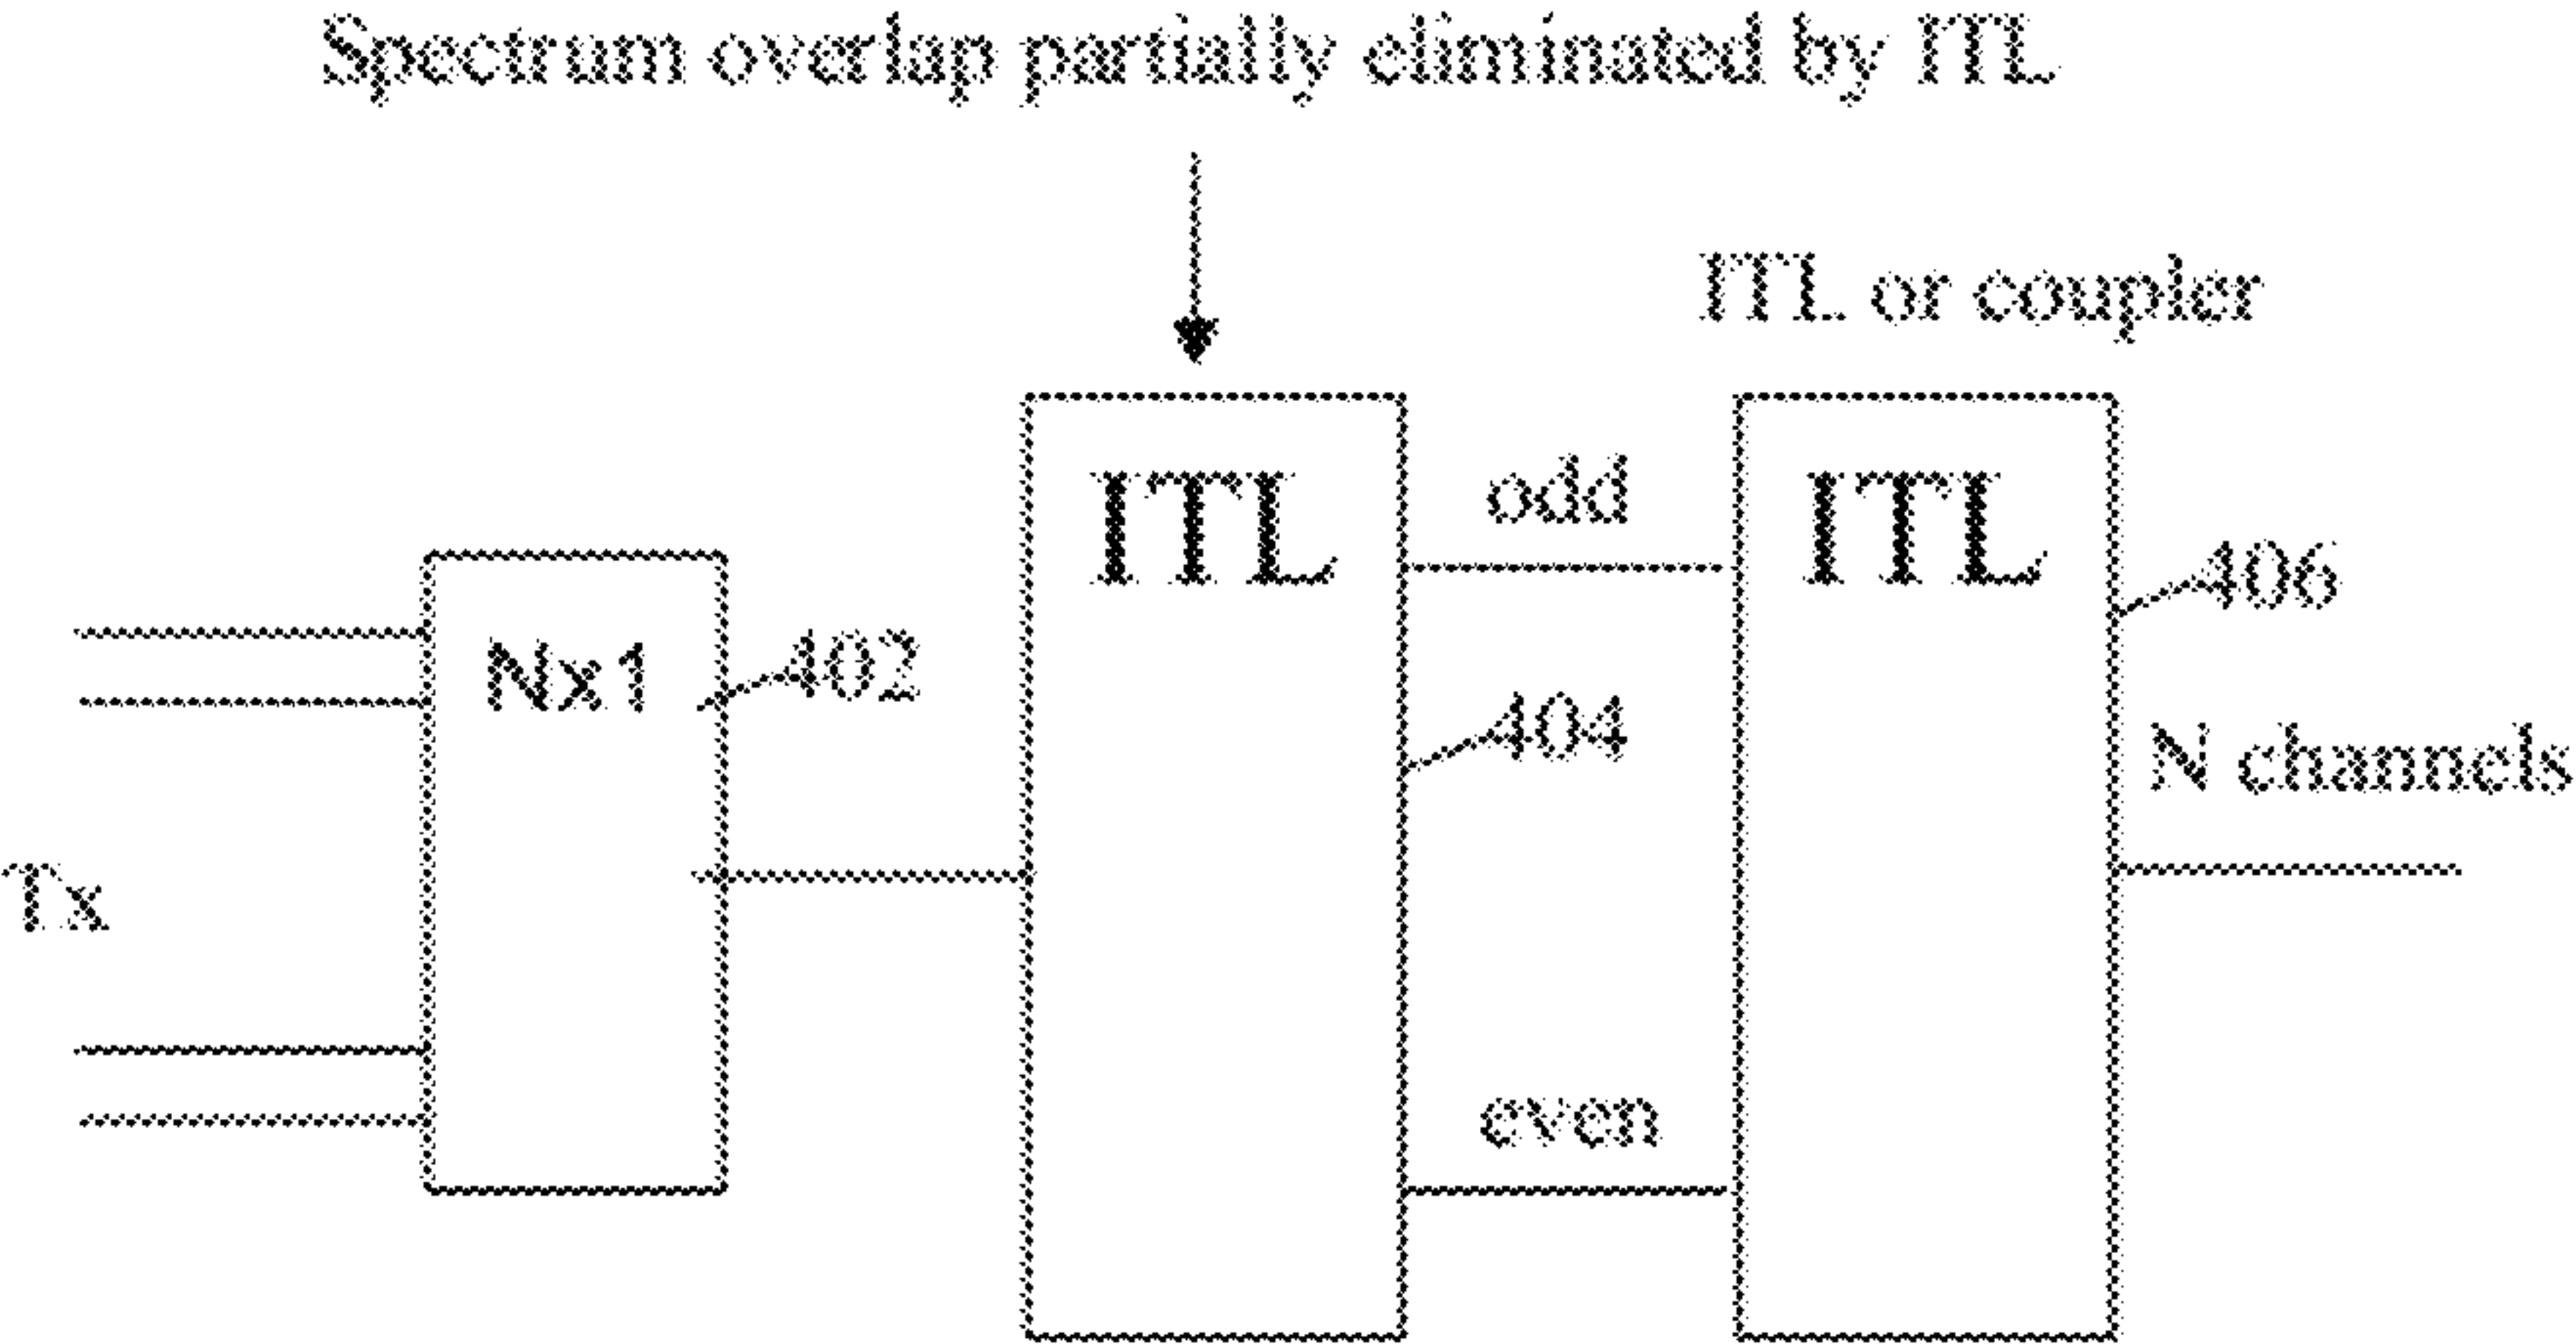 Spectrum overlap partially eliminated by ITL
ITL or coupler
ITL
odd
ITL
406
Nx1
402
404
N channels
Tx
even